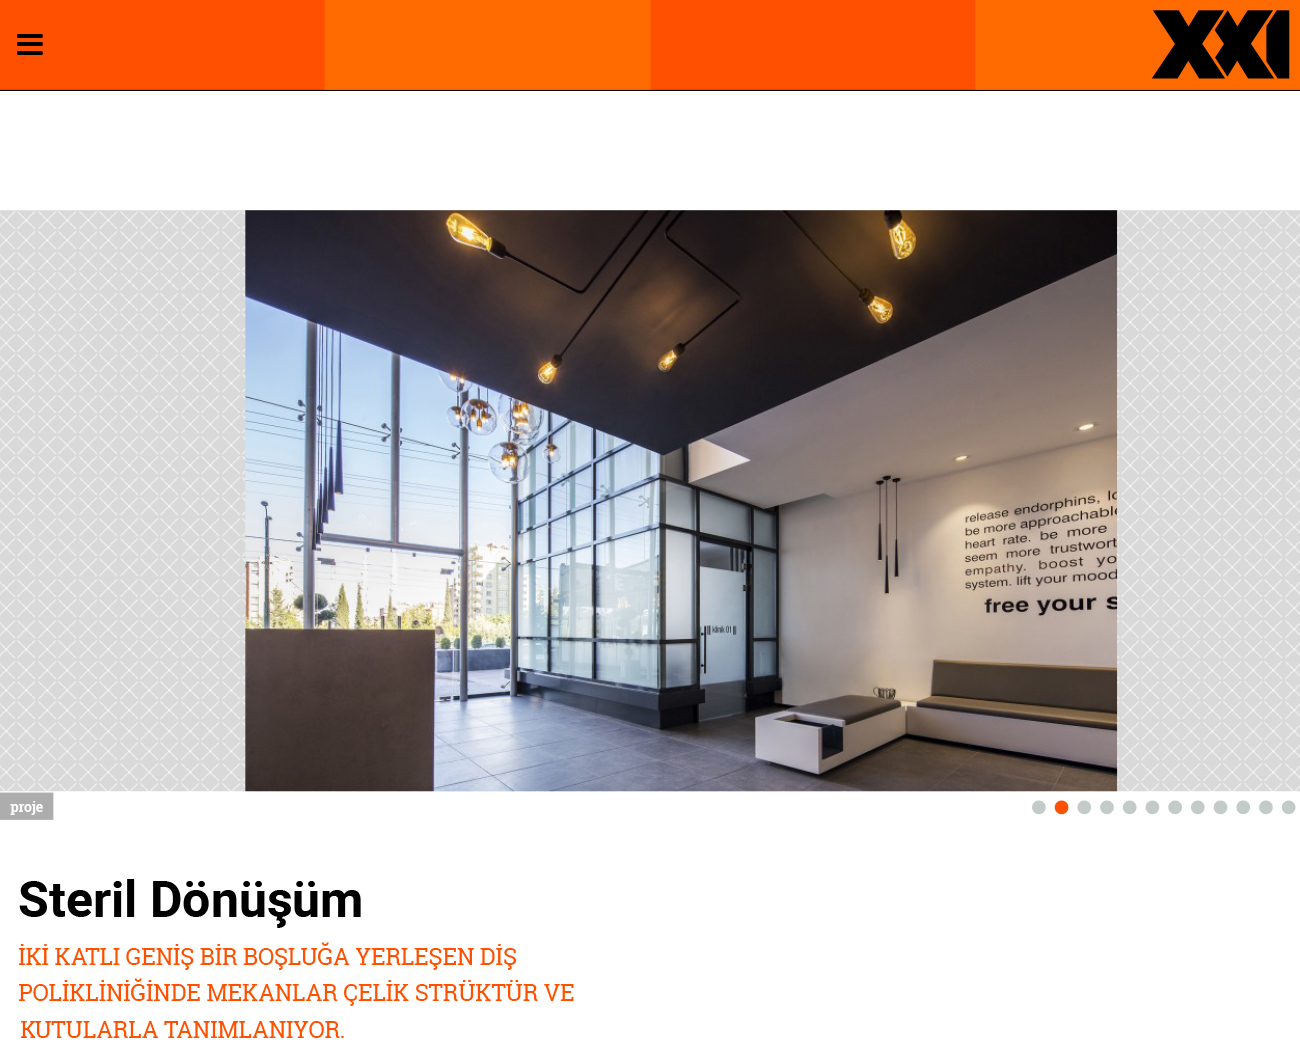 XXI
klinik 01
release endorphins, lo
be more approachable
heart rate. be more
seem more trustwort
empathy. boost yo
system. lift your mood
free your s
proje
Steril Dönüşüm
İKİ KATLI GENİŞ BİR BOŞLUĞA YERLEŞEN DİŞ
POLİKLİNİĞİNDE MEKANLAR ÇELİK STRÜKTÜR VE
KUTULARLA TANIMLANIYOR.